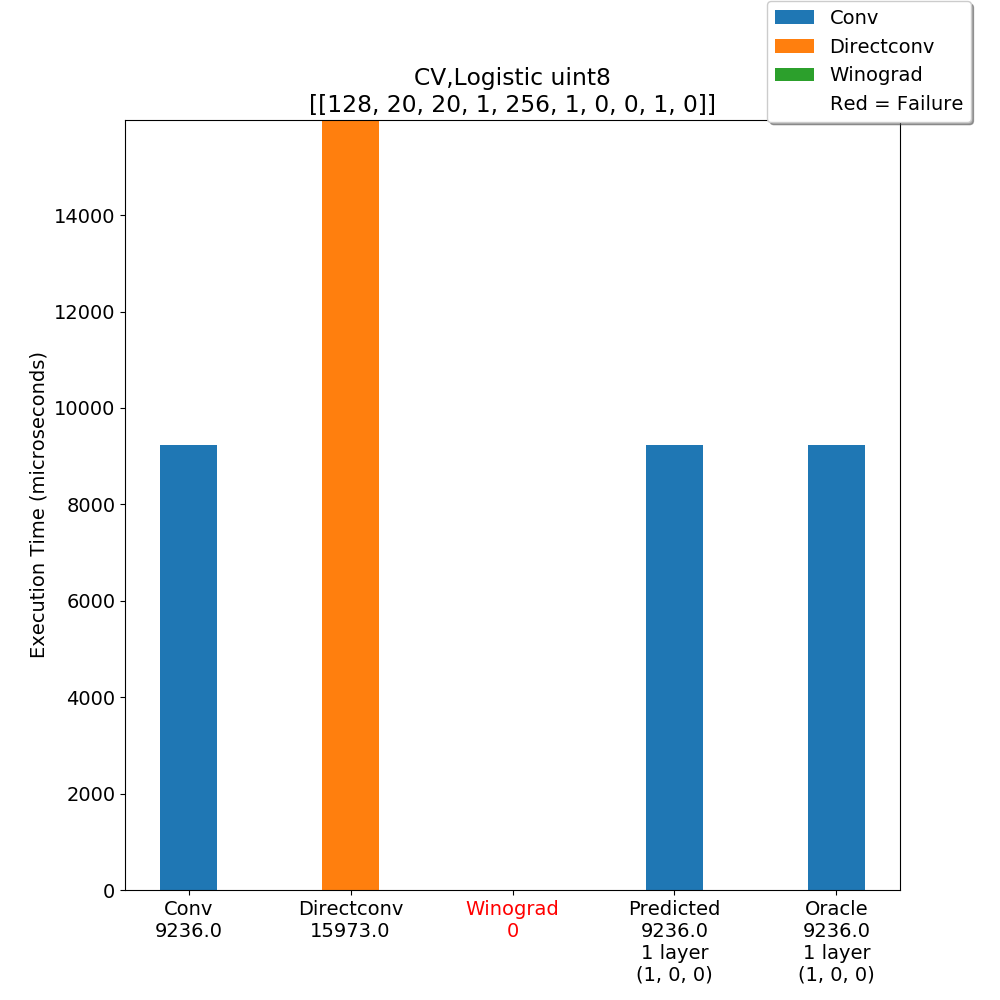 Conv
Directconv
Winograd
Red = Failure
CV,Logistic uint8
[[128, 20, 20, 1, 256, 1, 0, 0, 1, 0]]
Execution Time (microseconds)
14000
12000
10000
8000
6000
4000
2000
0
Conv
9236.0
Directconv
15973.0
Winograd
0
Predicted
9236.0
1 layer
(1, 0, 0)
Oracle
9236.0
1 layer
(1, 0, 0)